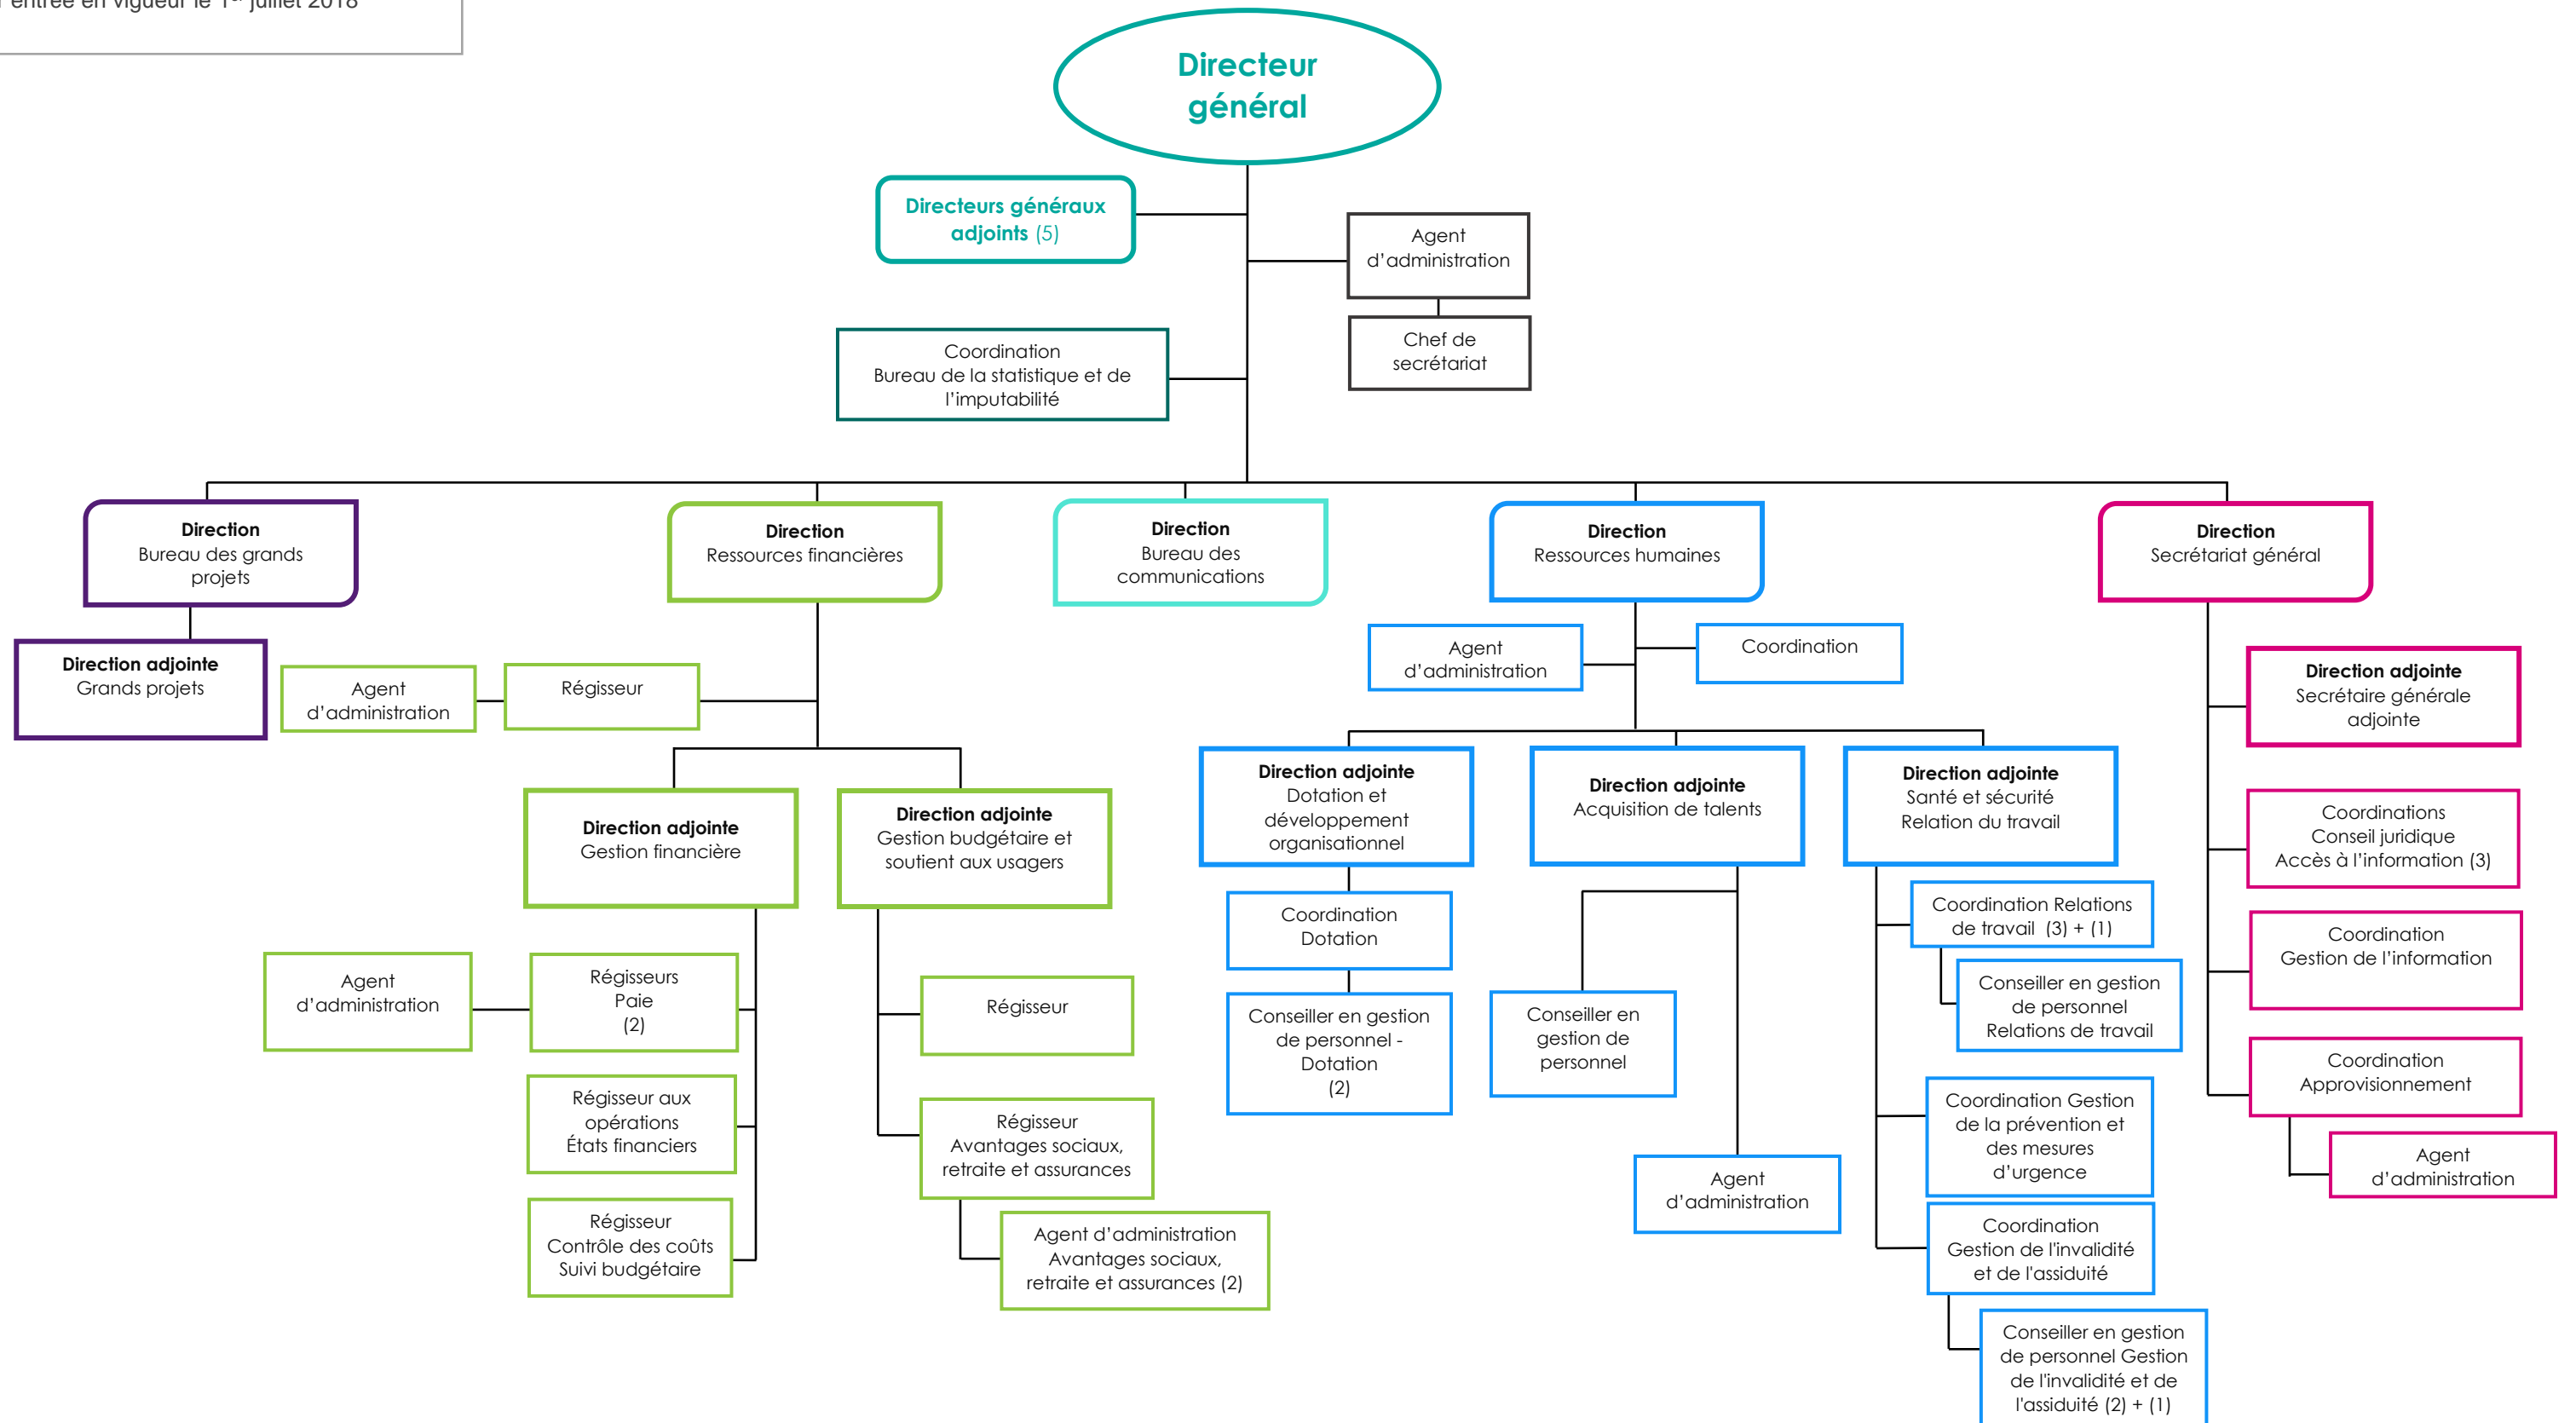 entrée en vigueur le 1er juillet 2018
Directeur
général
Directeurs généraux
adjoints (5)
Agent
d’administration
Chef de
secrétariat
Coordination
Bureau de la statistique et de
l’imputabilité
Direction
Bureau des grands
projets
Direction
Ressources financières
Direction
Bureau des
communications
Direction
Ressources humaines
Direction
Secrétariat général
Direction adjointe
Grands projets
Agent
d’administration
Régisseur
Agent
d’administration
Coordination
Direction adjointe
Secrétaire générale
adjointe
Direction adjointe
Gestion financière
Direction adjointe
Gestion budgétaire et
soutient aux usagers
Direction adjointe
Dotation et
développement
organisationnel
Direction adjointe
Acquisition de talents
Direction adjointe
Santé et sécurité
Relation du travail
Coordinations
Conseil juridique
Accès à l’information (3)
Agent
d’administration
Régisseurs
Paie
(2)
Régisseur
Coordination
Dotation
Coordination Relations
de travail (3) + (1)
Coordination
Gestion de l’information
Conseiller en gestion
de personnel -
Dotation
(2)
Conseiller en
gestion de
personnel
Conseiller en gestion
de personnel
Relations de travail
Coordination
Approvisionnement
Régisseur aux
opérations
États financiers
Régisseur
Avantages sociaux,
retraite et assurances
Coordination Gestion
de la prévention et
des mesures
d’urgence
Agent
d’administration
Agent
d’administration
Régisseur
Contrôle des coûts
Suivi budgétaire
Agent d’administration
Avantages sociaux,
retraite et assurances (2)
Coordination
Gestion de l'invalidité
et de l'assiduité
Conseiller en gestion
de personnel Gestion
de l'invalidité et de
l'assiduité (2) + (1)